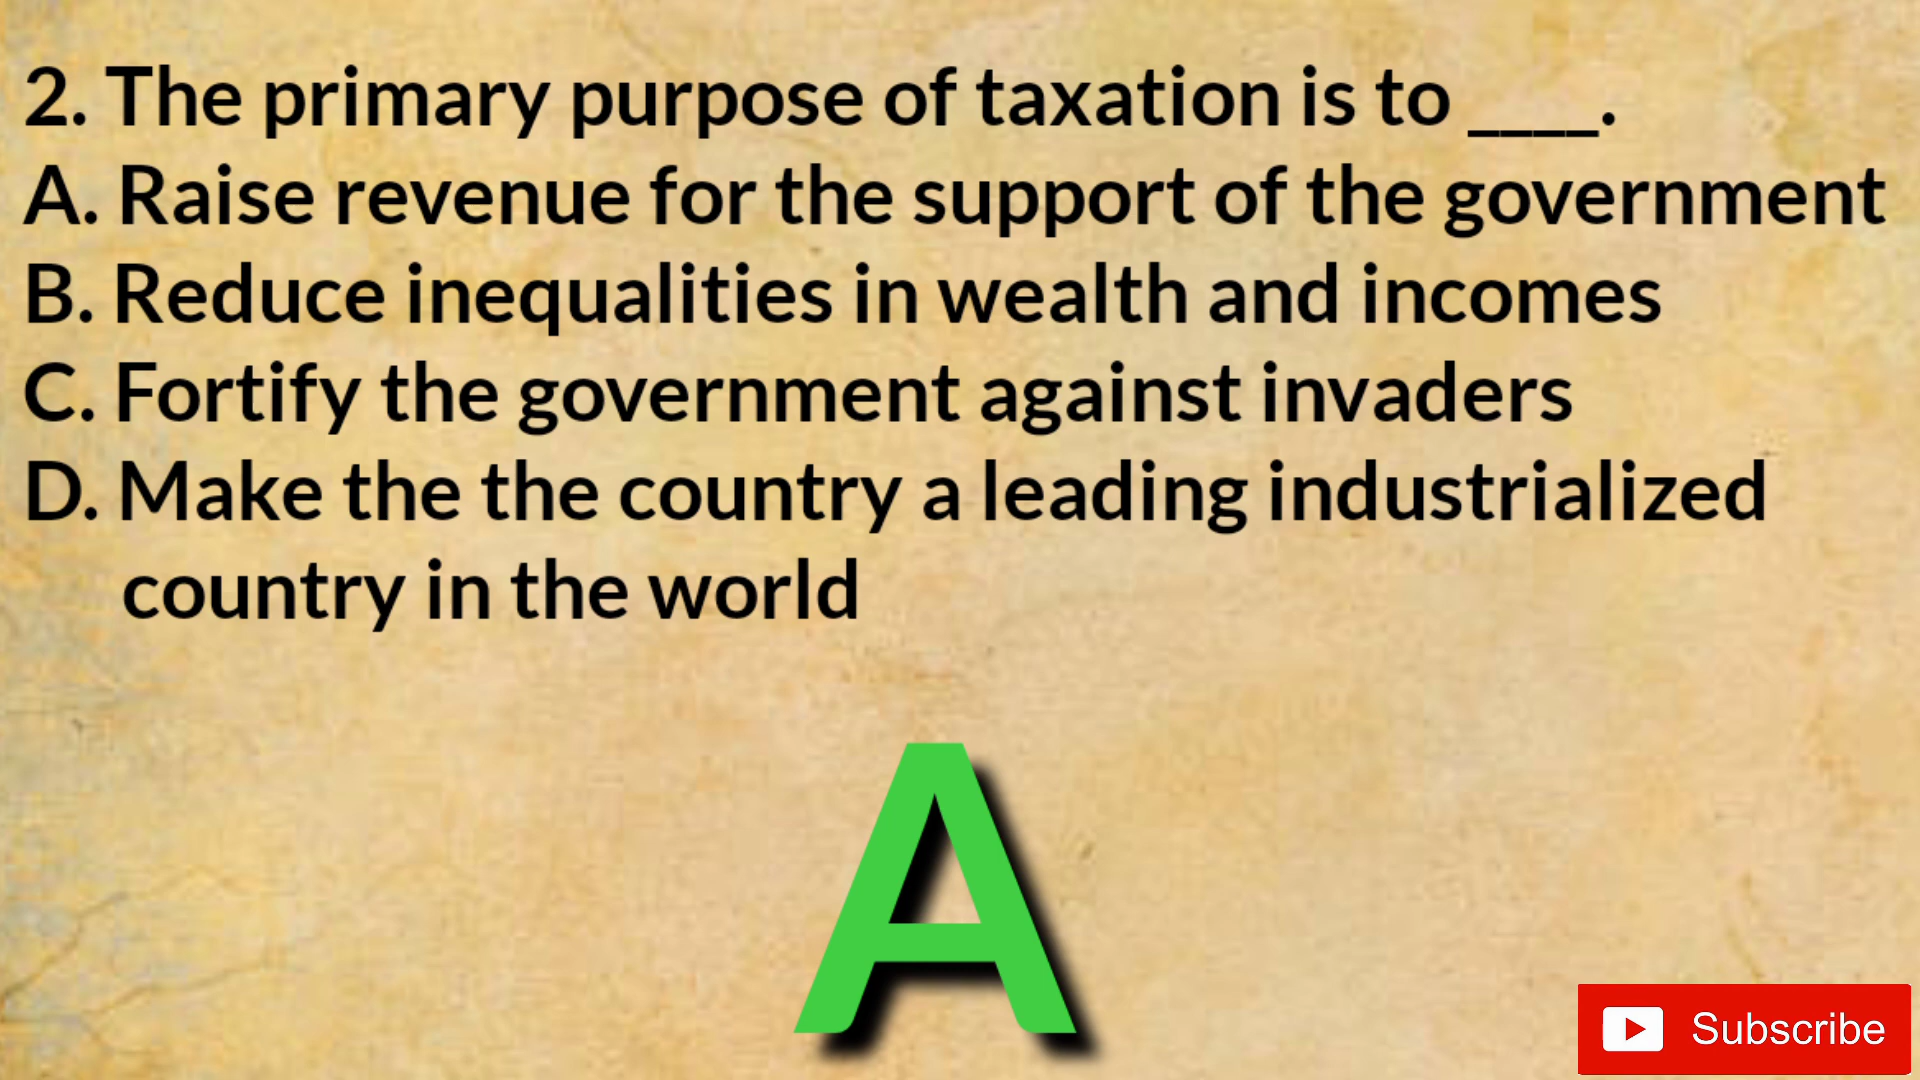 2. The primary purpose of taxation is to ____.
A. Raise revenue for the support of the government
B. Reduce inequalities in wealth and incomes
C. Fortify the government against invaders
D. Make the the country a leading industrialized
country in the world
A
Subscribe